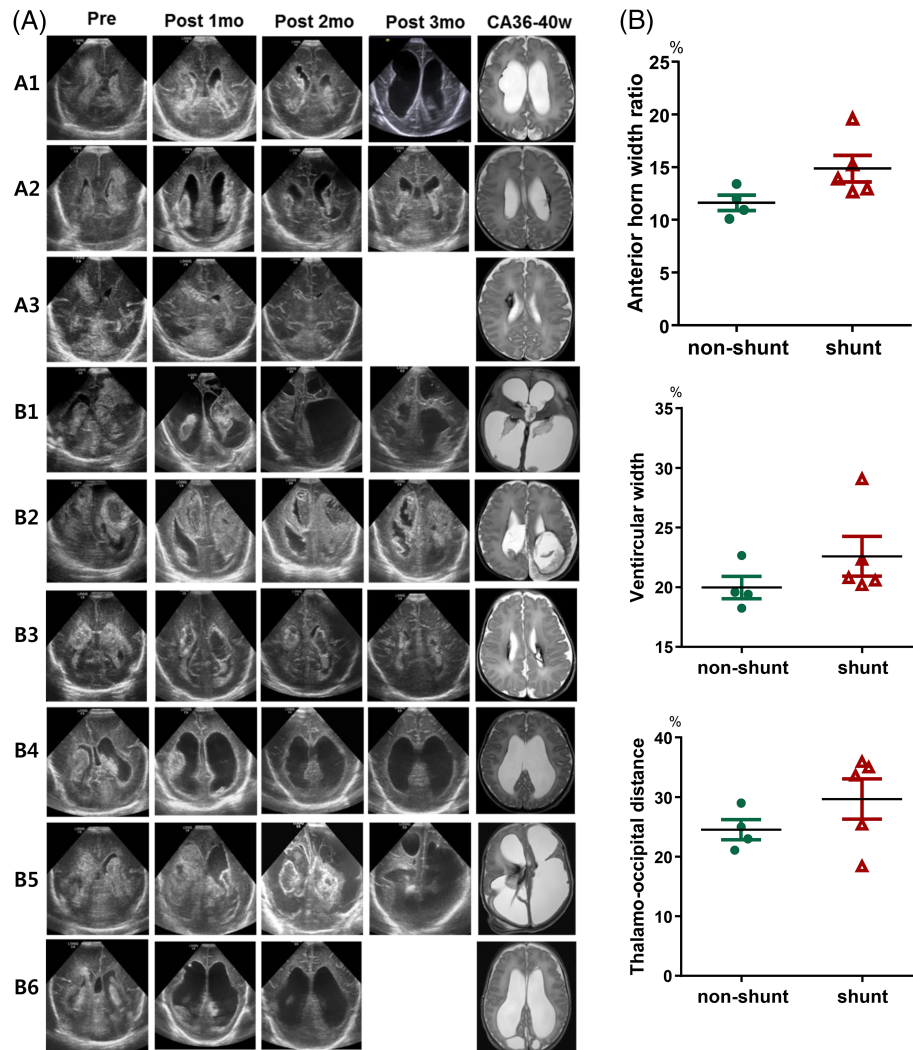 (A)
Pre
Post 1mo
Post 2mo
Post 3mo
CA36-40w
A1
A2
A3
B1
B2
B3
B4
B5
B6
(B)
%
25
20
15
10
5
0
Anterior horn width ratio
non-shunt
shunt
%
35
30
25
20
15
Ventircular width
non-shunt
shunt
%
40
30
20
10
0
Thalamo-occipital distance
non-shunt
shunt